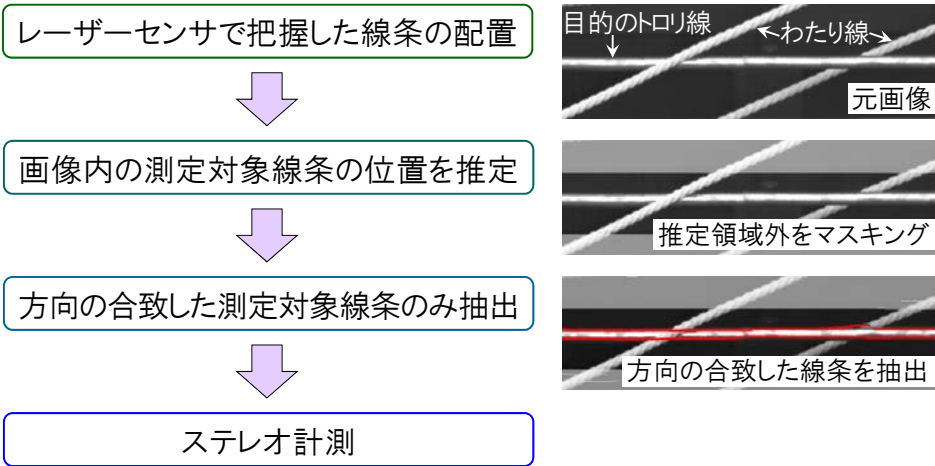 レーザーセンサで把握した線条の配置
画像内の測定対象線条の位置を推定
方向の合致した測定対象線条のみ抽出
ステレオ計測
目的のトロリ線
わたり線
元画像
推定領域外をマスキング
方向の合致した線条を抽出